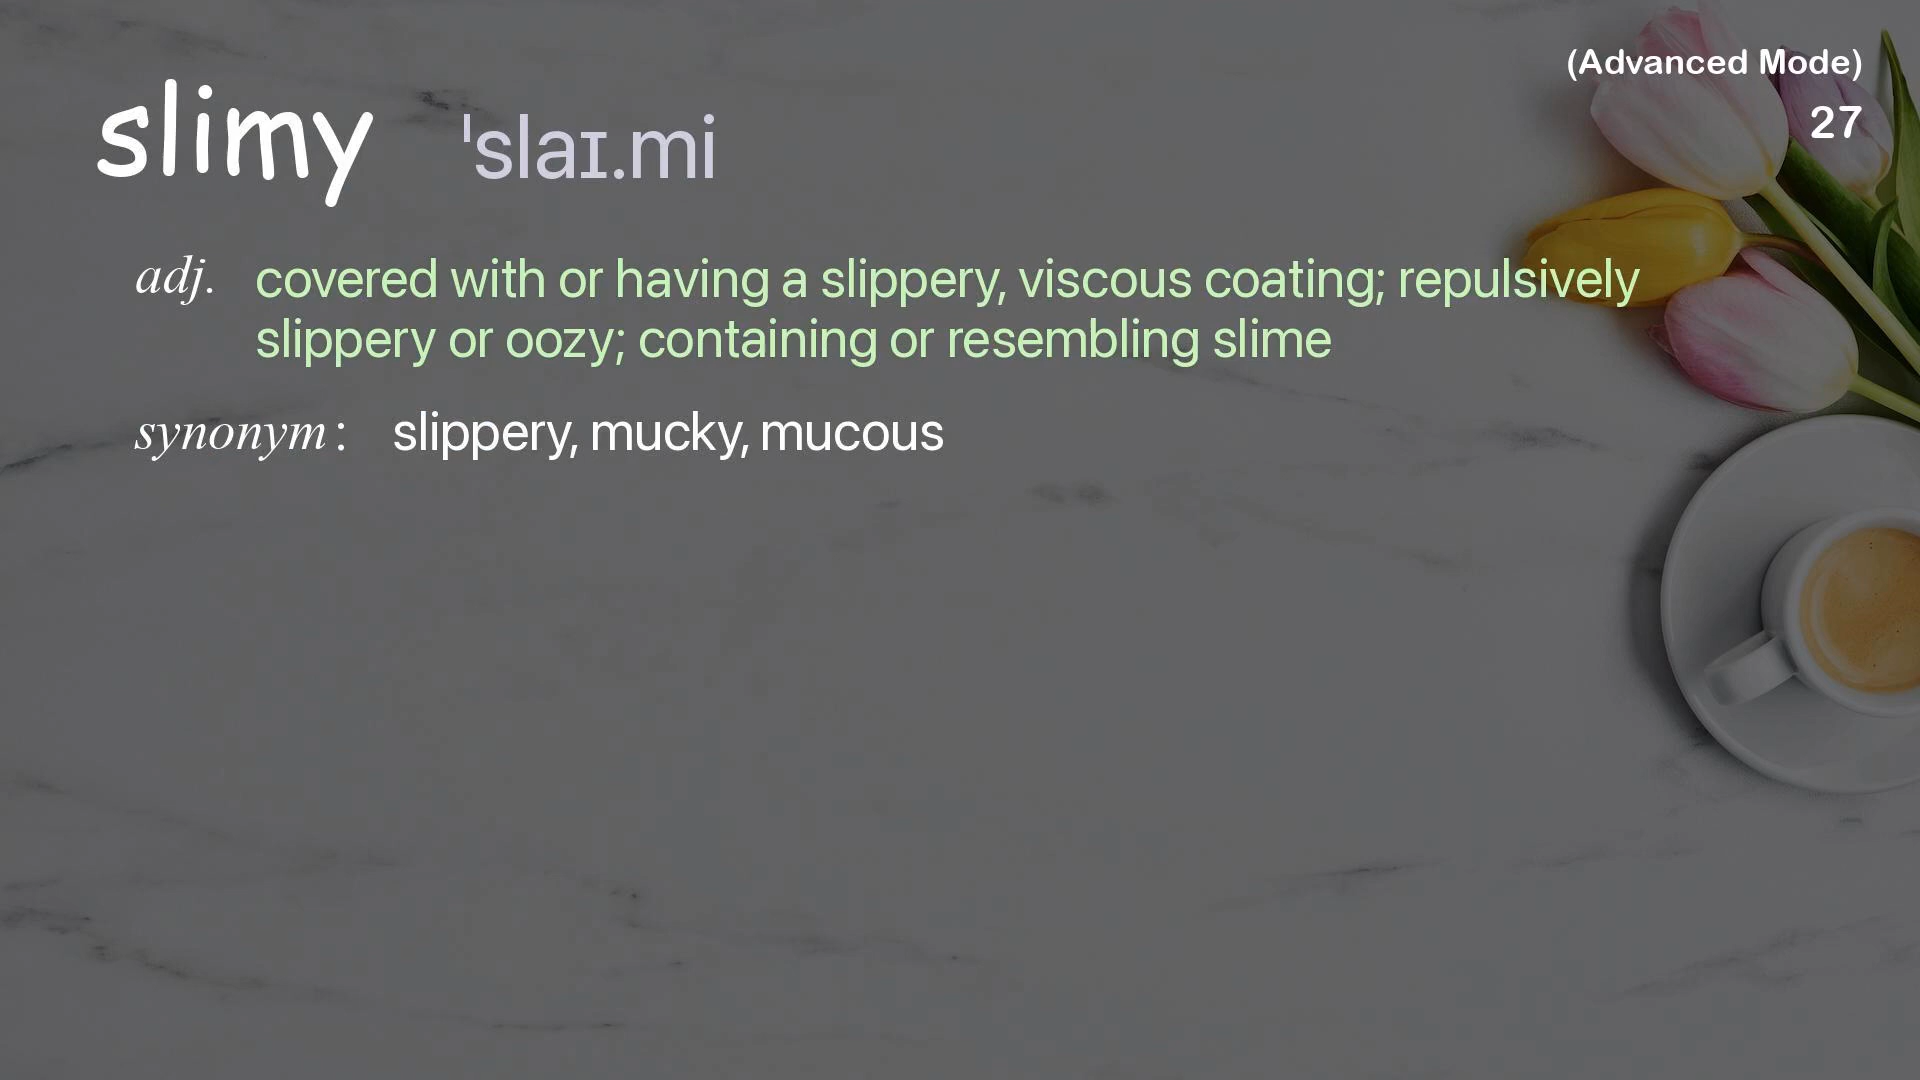 (Advanced Mode)
27
slimy ˈslaɪ.mi
adj. covered with or having a slippery, viscous coating; repulsively
slippery or oozy; containing or resembling slime
synonym : slippery, mucky, mucous